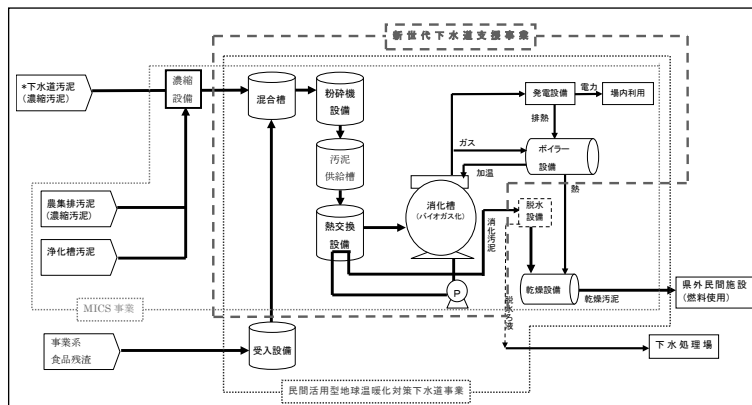 新世代下水道支援事業
*下水道汚泥
(濃縮汚泥)
濃縮
設備
混合槽
粉砕機
設備
発電設備
電力
場内利用
排熱
ガス
ボイラー
設備
加温
汚泥
供給槽
熱
農集排汚泥
(濃縮汚泥)
消化槽
(バイオガス化)
脱水
設備
熱交換
設備
消化汚泥
浄化槽汚泥
P
乾燥設備
乾燥汚泥
県外民間施設
(燃料使用)
MICS 事業
脱水ろ液
事業系
食品残渣
受入設備
下水処理場
民間活用型地球温暖化対策下水道事業